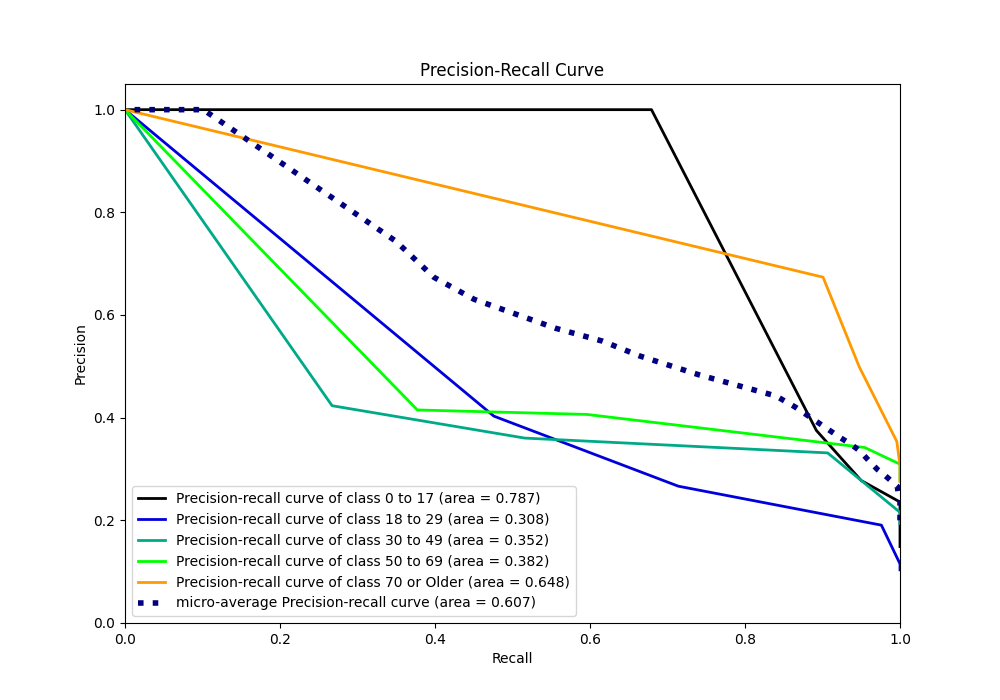 Precision-Recall Curve
Precision
1.0
0.8
0.6
0.4
0.2
0.0
Precision-recall curve of class 0 to 17 (area = 0.787)
Precision-recall curve of class 18 to 29 (area = 0.308)
Precision-recall curve of class 30 to 49 (area = 0.352)
Precision-recall curve of class 50 to 69 (area = 0.382)
Precision-recall curve of class 70 or Older (area = 0.648)
micro-average Precision-recall curve (area = 0.607)
0.0 0.2 0.4 0.6 0.8 1.0
Recall